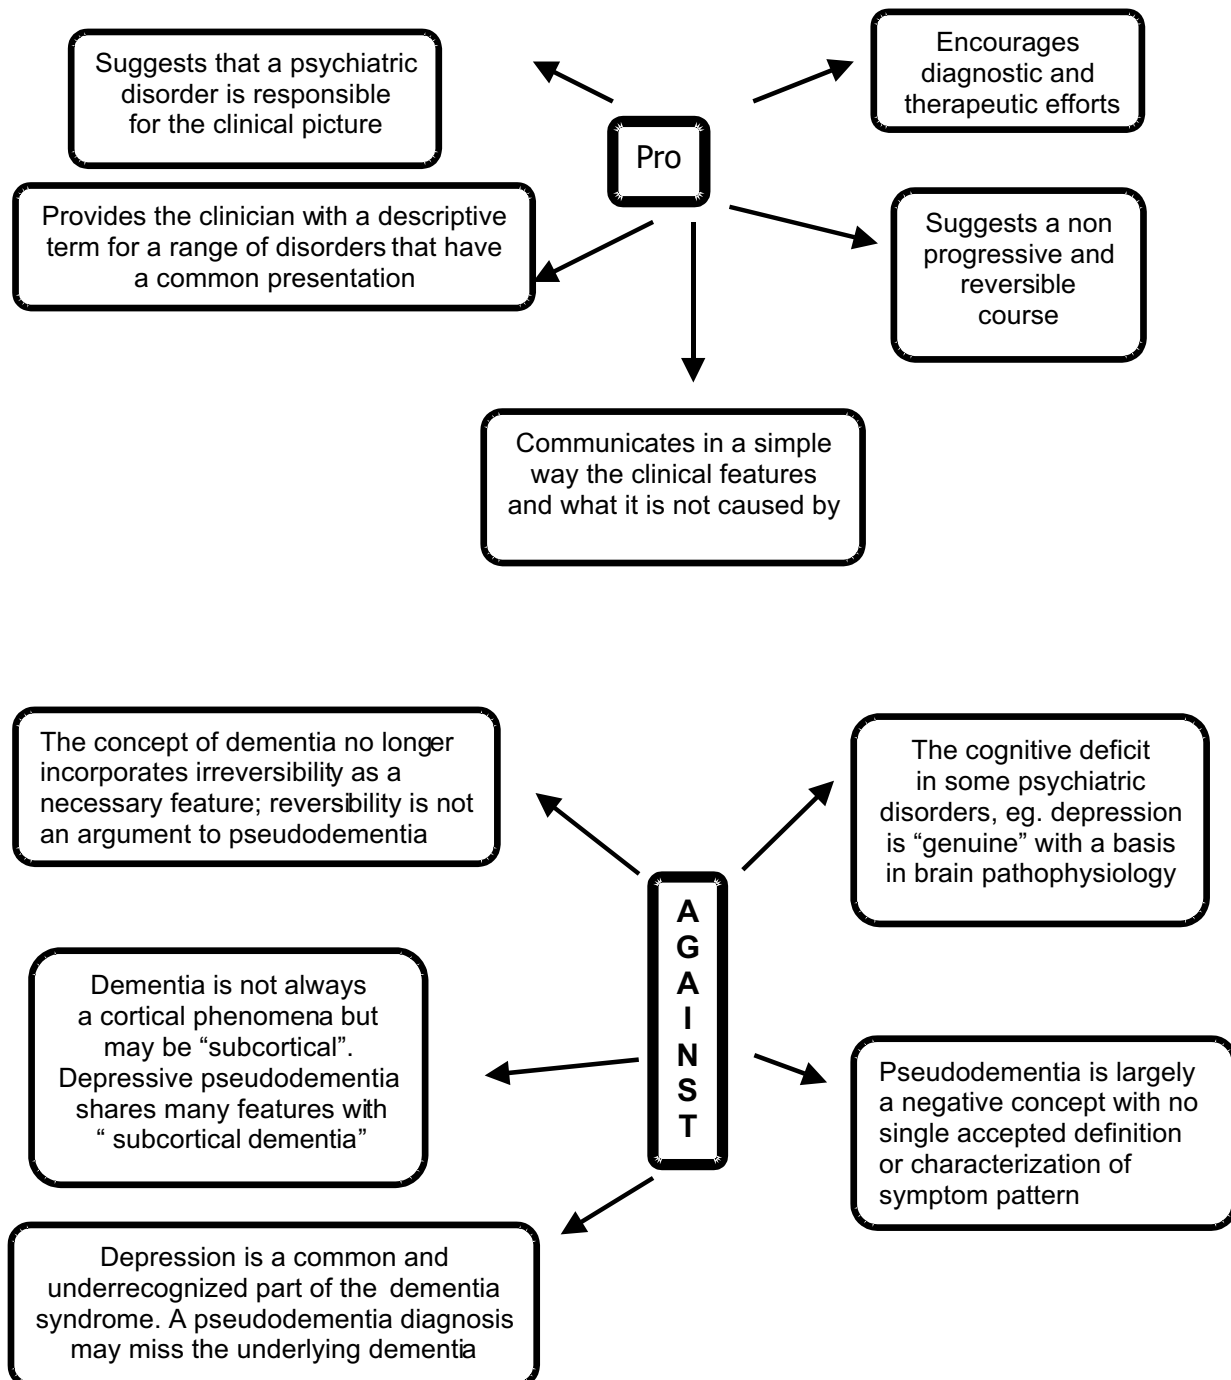 Suggests that a psychiatric
disorder is responsible
for the clinical picture
Encourages
diagnostic and
therapeutic efforts
Pro
Provides the clinician with a descriptive
term for a range of disorders that have
a common presentation
Suggests a non
progressive and
reversible
course
Communicates in a simple
way the clinical features
and what it is not caused by
The concept of dementia no longer
incorporates irreversibility as a
necessary feature; reversibility is not
an argument to pseudodementia
The cognitive deficit
in some psychiatric
disorders, eg. depression
is “genuine” with a basis
in brain pathophysiology
A
G
A
I
N
S
T
Dementia is not always
a cortical phenomena but
may be “subcortical”.
Depressive pseudodementia
shares many features with
“ subcortical dementia”
Pseudodementia is largely
a negative concept with no
single accepted definition
or characterization of
symptom pattern
Depression is a common and
underrecognized part of the dementia
syndrome. A pseudodementia diagnosis
may miss the underlying dementia